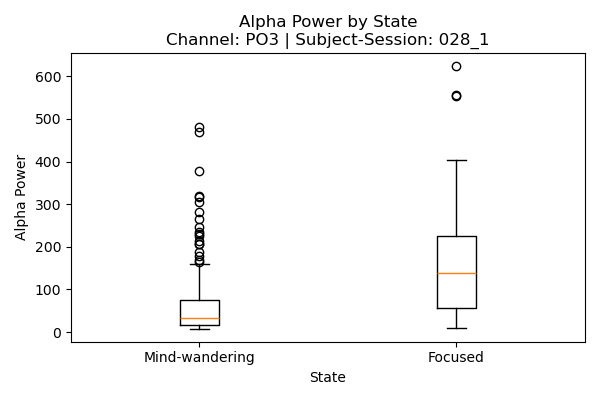 Alpha Power by State
Channel: PO3 | Subject-Session: 028_1
Alpha Power
600
500
400
300
200
100
0
Mind-wandering
Focused
State